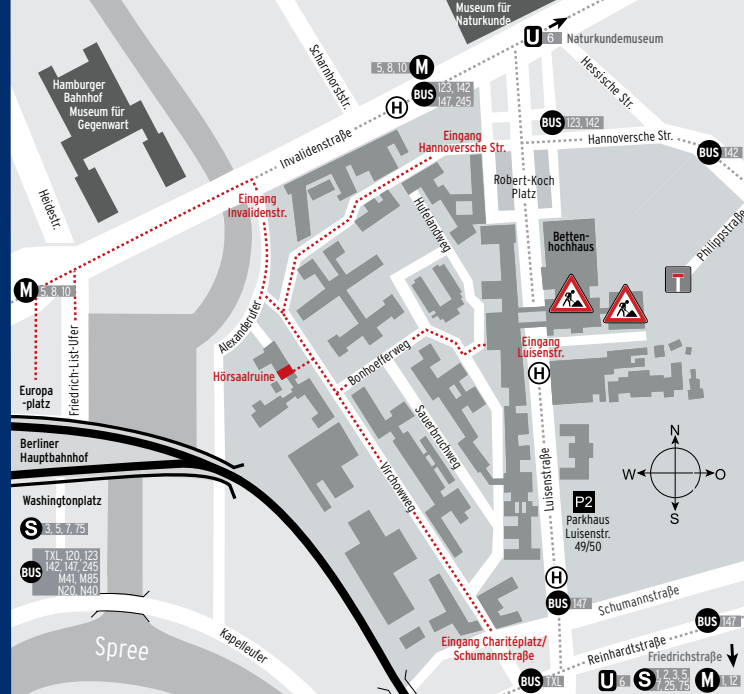 Museum für
Naturkunde
U 6 Naturkundemuseum
5, 8, 10 M
H
BUS 123, 142
147, 245
Scharnhorststr.
Hessische Str.
Hamburger
Bahnhof
Museum für
Gegenwart
BUS 123, 142
Hannoversche Str.
BUS 142
Eingang
Hannoversche Str.
Invalidenstraße
Heidestr.
Eingang
Invalidenstr.
Robert-Koch
Platz
Hufelandweg
Philippstraße
Betten-
hochhaus
M 5, 8, 10
Alexanderufer
Friedrich-List-Ufer
Hörsaalruine
Bonhoefferweg
Eingang
Luisenstr.
H
Europa
-platz
Sauerbruchweg
Berliner
Hauptbahnhof
Virchowweg
Luisenstraße
N
W
O
S
Washingtonplatz
S 3, 5, 7, 75
P2
Parkhaus
Luisenstr.
49/50
BUS TXL, 120, 123
142, 147, 245
M41, M85
N20, N40
H
BUS 147
Schumannstraße
Spree
Kapelleufer
Eingang Charitéplatz/
Schumannstraße
BUS 147
Reinhardtstraße
Friedrichstraße
BUS TXL
U 6
S 1, 2, 3, 5
7, 25, 75
M 1, 12